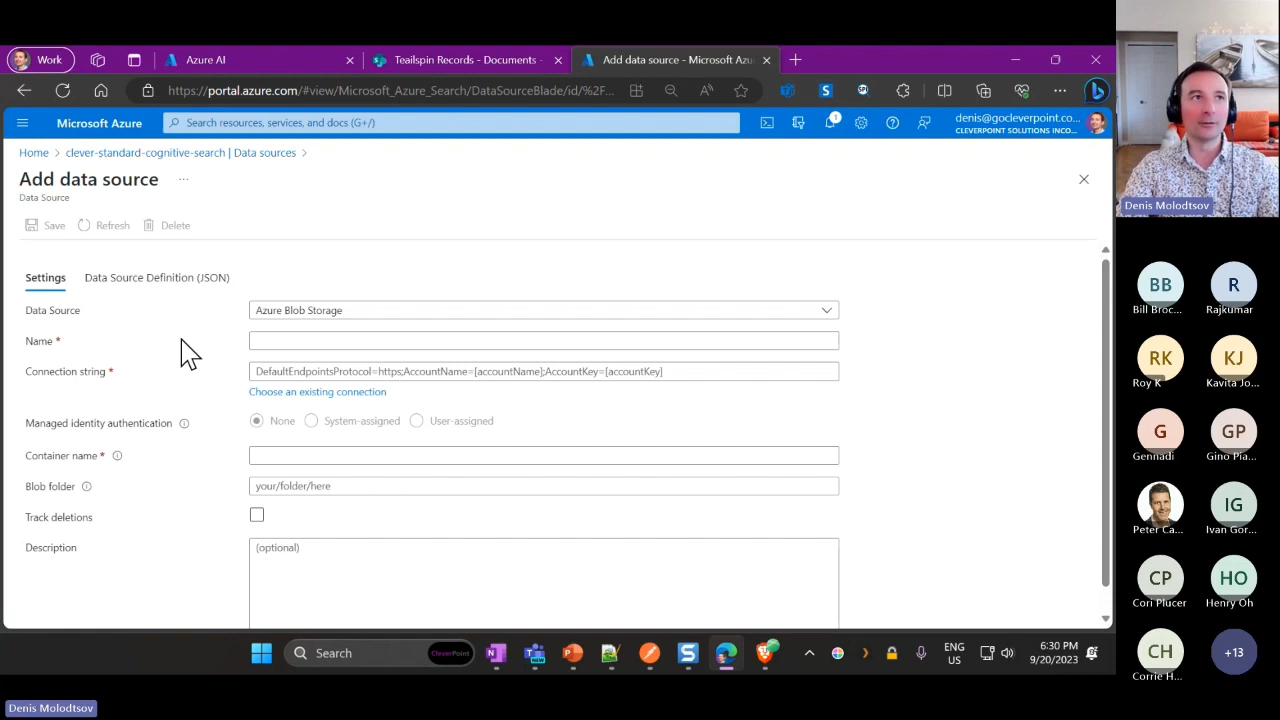 Work
Azure AI
Teailspin Records - Documents -
Add data source - Microsoft Azu
https://portal.azure.com/#view/Microsoft_Azure_Search/DataSourceBlade/id/%2F...
Microsoft Azure
Search resources, services, and docs (G+/)
1
denis@gocleverpoint.co...
CLEVERPOINT SOLUTIONS INCO...
Home > clever-standard-cognitive-search | Data sources >
Add data source ...
Data Source
Save Refresh Delete
Settings Data Source Definition (JSON)
Data Source
Azure Blob Storage
Name *
Connection string *
DefaultEndpointsProtocol=https;AccountName=[accountName];AccountKey=[accountKey]
Choose an existing connection
Managed identity authentication
None System-assigned User-assigned
Container name *
Blob folder
your/folder/here
Track deletions
Description
(optional)
Search
CleverPoint
ENG
US
6:30 PM
9/20/2023
Denis Molodtsov
BB
Bill Broc...
R
Rajkumar
RK
Roy K
KJ
Kavita Jo...
G
Gennadi
GP
Gino Pia...
Peter Ca...
IG
Ivan Gor...
CP
Cori Plucer
HO
Henry Oh
CH
Corrie H...
+13
Denis Molodtsov